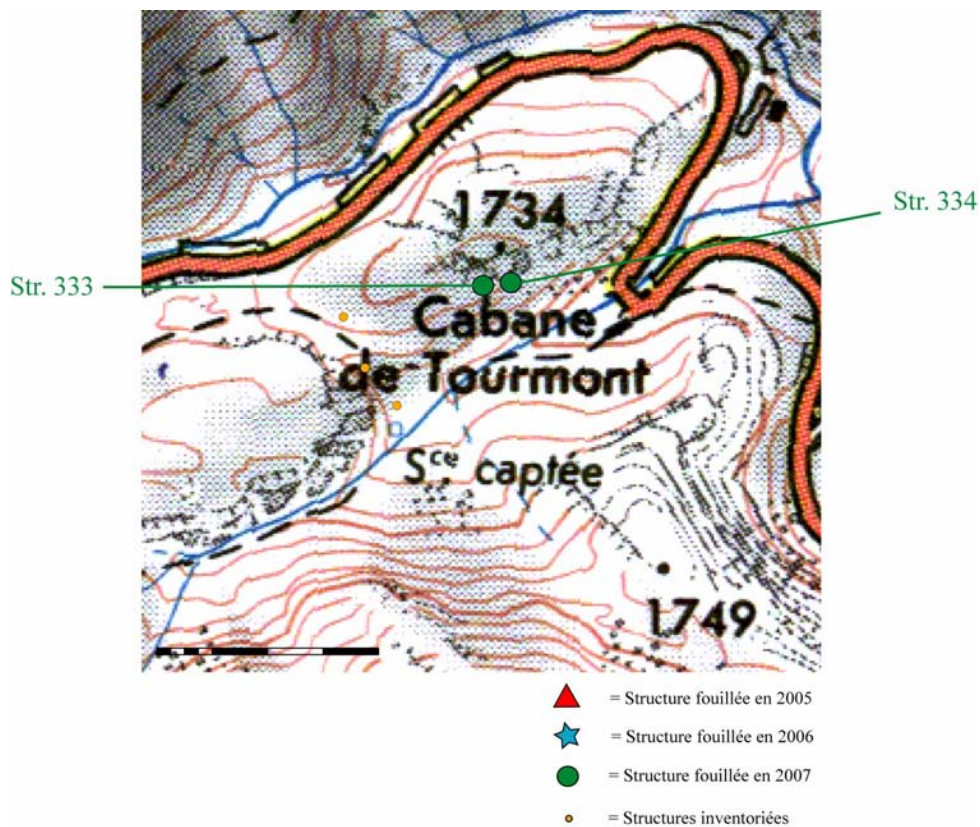 Str. 334
1734
Str. 333
Cabane
de Tourmont
Sce captée
1749
= Structure fouillée en 2005
= Structure fouillée en 2006
= Structure fouillée en 2007
= Structures inventoriées